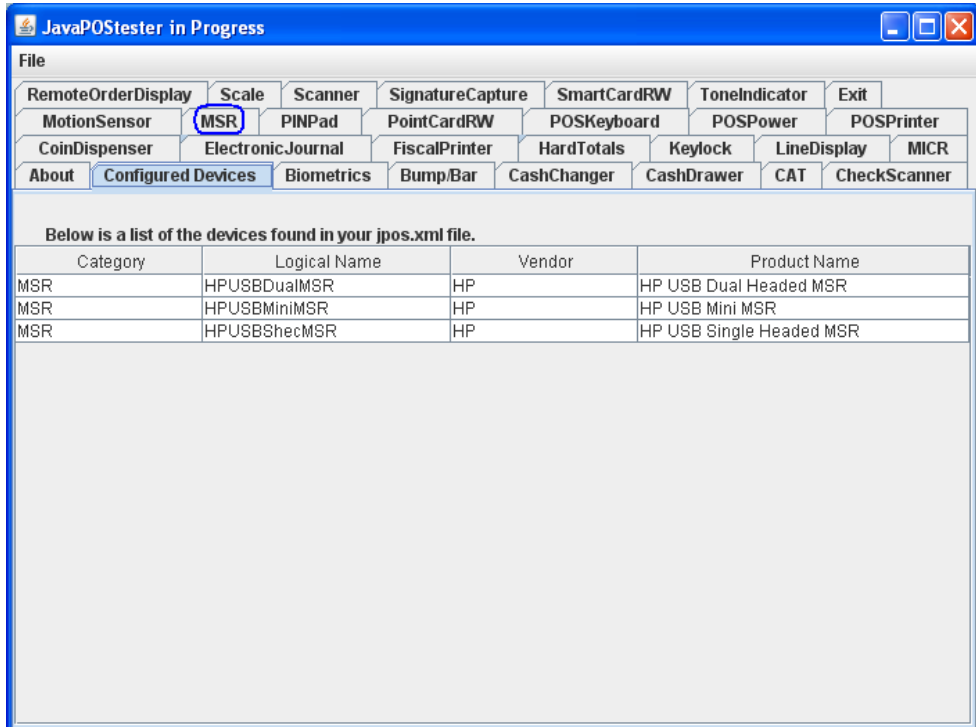 JavaPOStester in Progress
File
RemoteOrderDisplay Scale Scanner SignatureCapture SmartCardRW ToneIndicator Exit
MotionSensor MSR PINPad PointCardRW POSKeyboard POSPower POSPrinter
CoinDispenser ElectronicJournal FiscalPrinter HardTotals Keylock LineDisplay MICR
About Configured Devices Biometrics Bump/Bar CashChanger CashDrawer CAT CheckScanner
Below is a list of the devices found in your jpos.xml file.
Category Logical Name Vendor Product Name
MSR HPUSBDualMSR HP HP USB Dual Headed MSR
MSR HPUSBMiniMSR HP HP USB Mini MSR
MSR HPUSBShecMSR HP HP USB Single Headed MSR